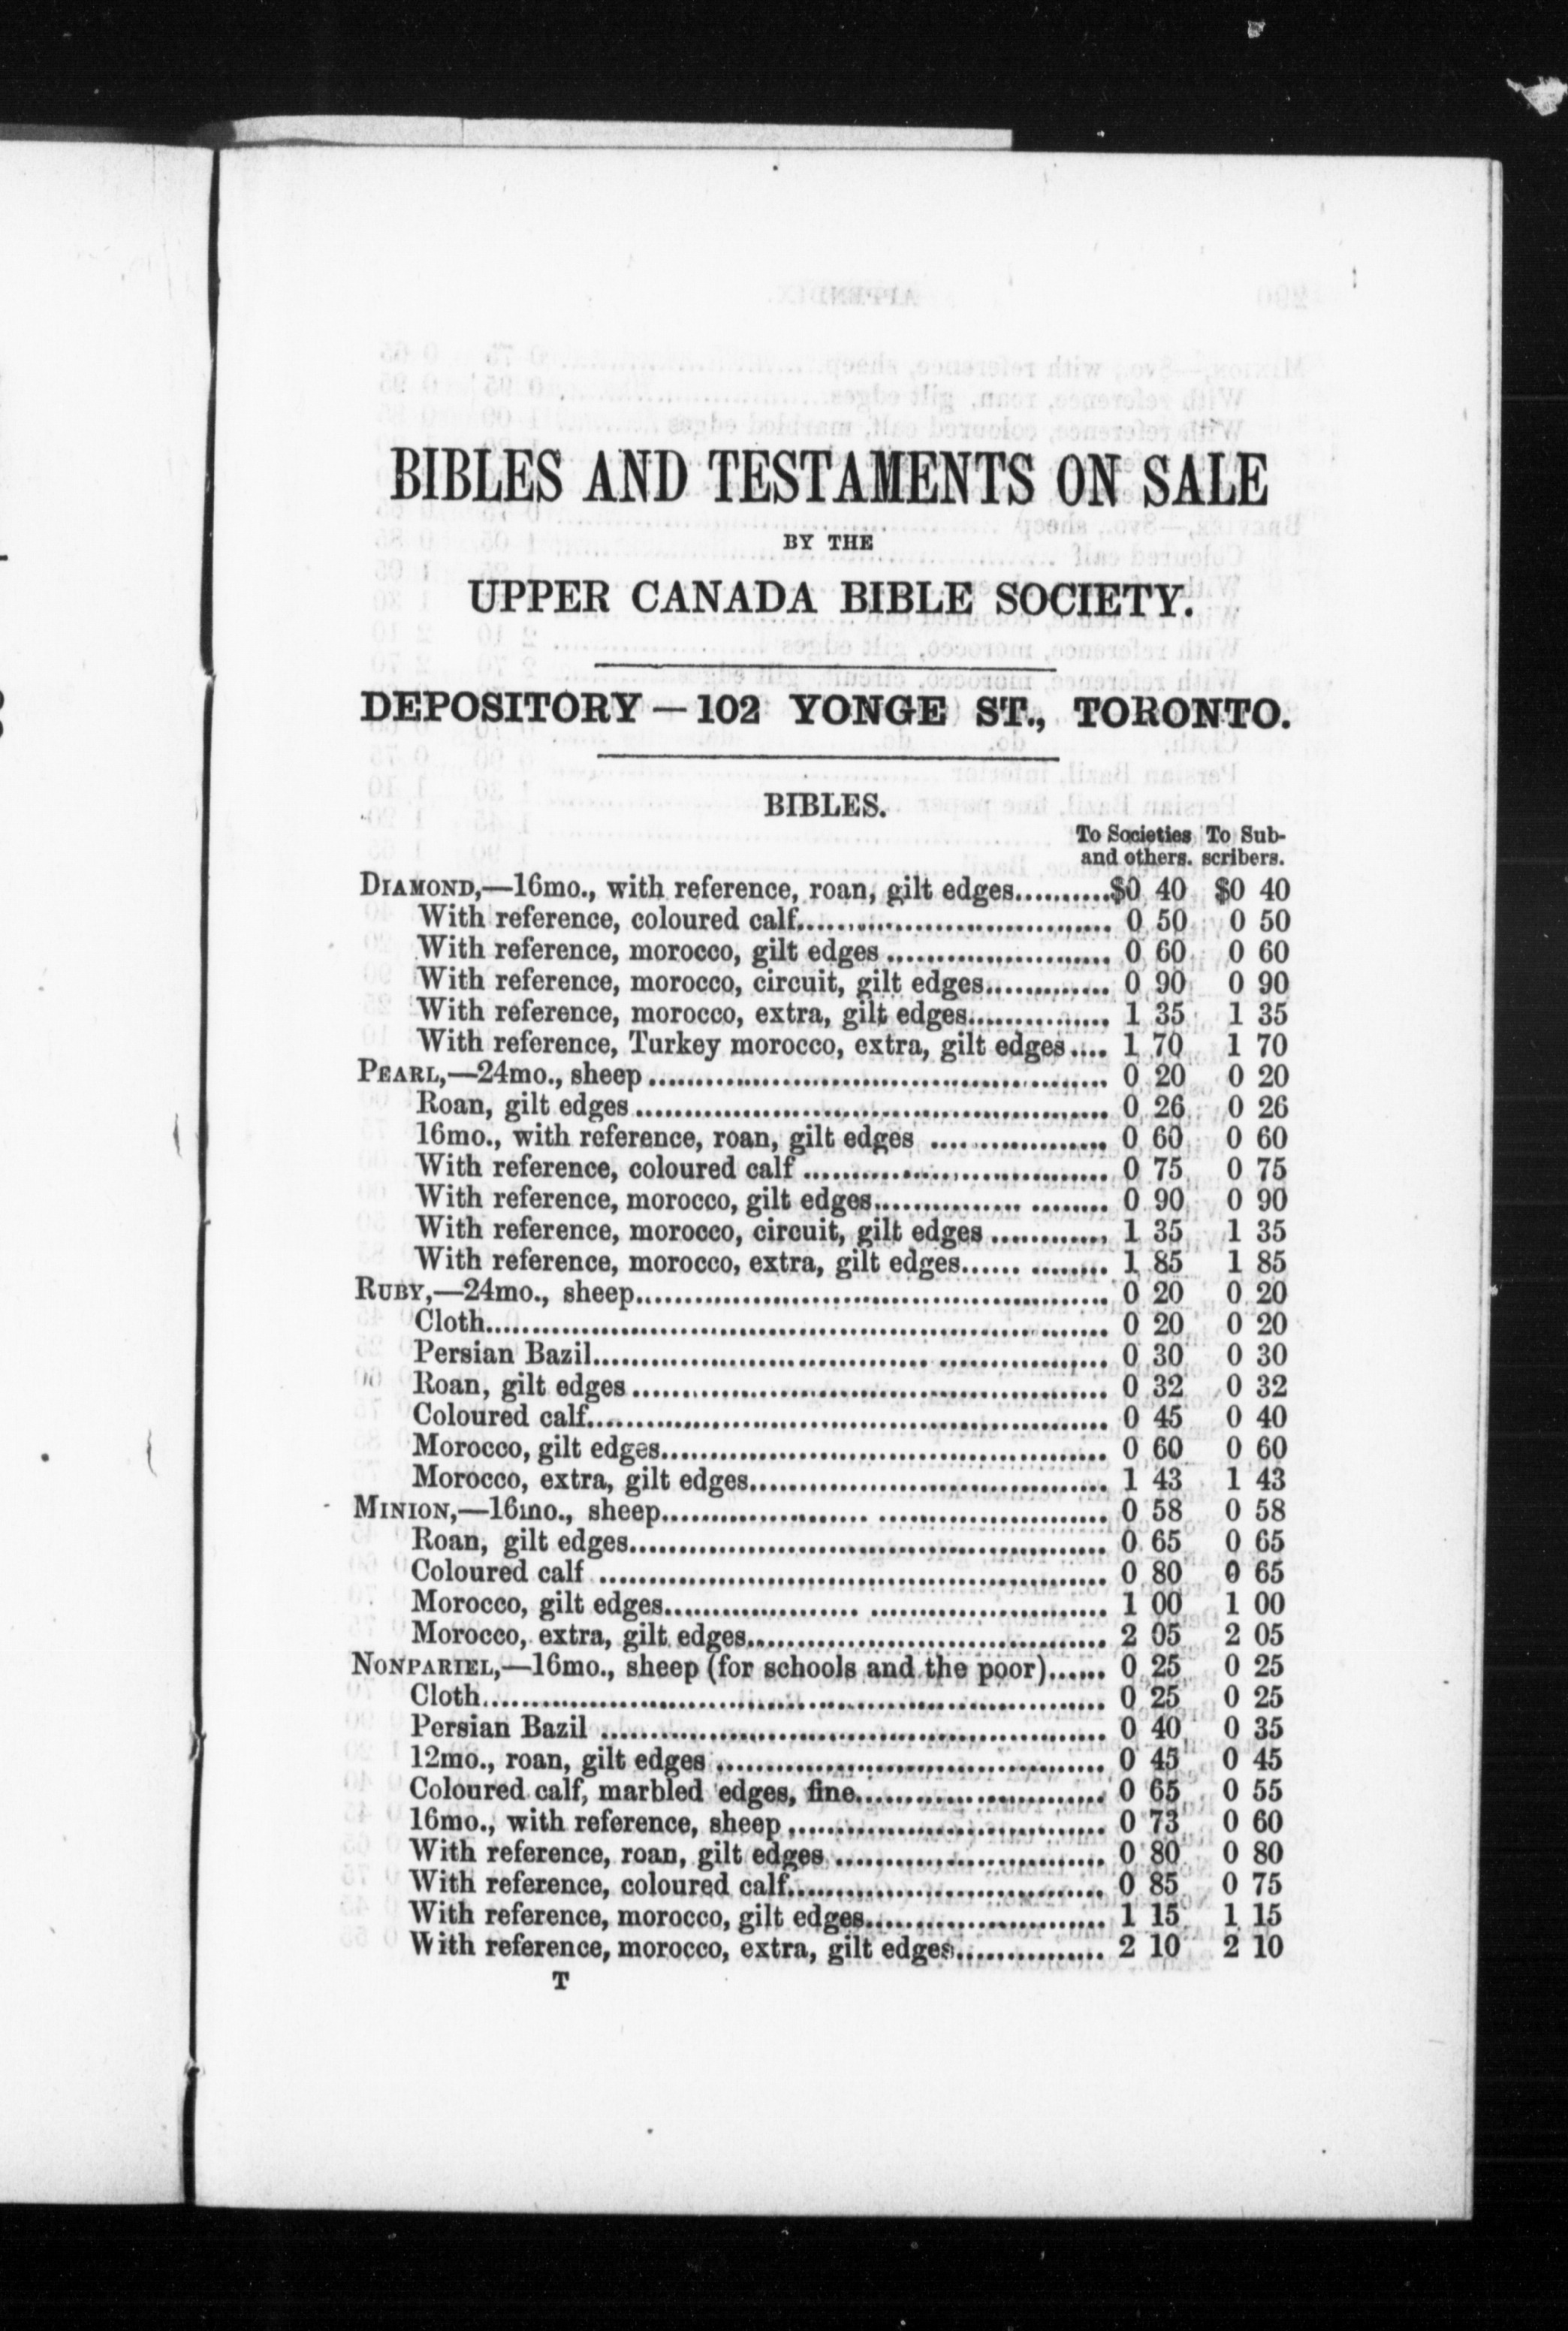 BIBLES AND TESTAMENTS ON SALE
BY THE
UPPER CANADA BIBLE SOCIETY.
DEPOSITORY — 102 YONGE ST., TORONTO.
BIBLES.
To Societies To Sub-
and others. scribers.
DIAMOND,—16mo., with reference, roan, gilt edges..........$0 40 $0 40
With reference, coloured calf................................ 0 50 0 50
With reference, morocco, gilt edges ....................... 0 60 0 60
With reference, morocco, circuit, gilt edges............. 0 90 0 90
With reference, morocco, extra, gilt edges............... 1 35 1 35
With reference, Turkey morocco, extra, gilt edges.... 1 70 1 70
PEARL,—24mo., sheep ............................................... 0 20 0 20
Roan, gilt edges ................................................ 0 26 0 26
16mo., with reference, roan, gilt edges .................. 0 60 0 60
With reference, coloured calf ............................... 0 75 0 75
With reference, morocco, gilt edges............... ........ 0 90 0 90
With reference, morocco, circuit, gilt edges ............ 1 35 1 35
With reference, morocco, extra, gilt edges...... ........ 1 85 1 85
RUBY,—24mo., sheep................................................ 0 20 0 20
Cloth............................................................... 0 20 0 20
Persian Bazil.................................. ................. 0 30 0 30
Roan, gilt edges ................................................ 0 32 0 32
Coloured calf..................................................... 0 45 0 40
Morocco, gilt edges............................................. 0 60 0 60
Morocco, extra, gilt edges.................................... 1 43 1 43
MINION,—16mo., sheep..................... ....................... 0 58 0 58
Roan, gilt edges................................................ 0 65 0 65
Coloured calf ................................................... 0 80 0 65
Morocco, gilt edges.................... ........................ 1 00 1 00
Morocco, extra, gilt edges.................................... 2 05 2 05
NONPARIEL,—16mo., sheep (for schools and the poor)...... 0 25 0 25
Cloth............................................................... 0 25 0 25
Persian Bazil ................................................... 0 40 0 35
12mo., roan, gilt edges ....................................... 0 45 0 45
Coloured calf, marbled edges, fine......................... 0 65 0 55
16mo., with reference, sheep ................................ 0 73 0 60
With reference, roan, gilt edges ........................... 0 80 0 80
With reference, coloured calf................................ 0 85 0 75
With reference, morocco, gilt edges........................ 1 15 1 15
With reference, morocco, extra, gilt edges............... 2 10 2 10
T